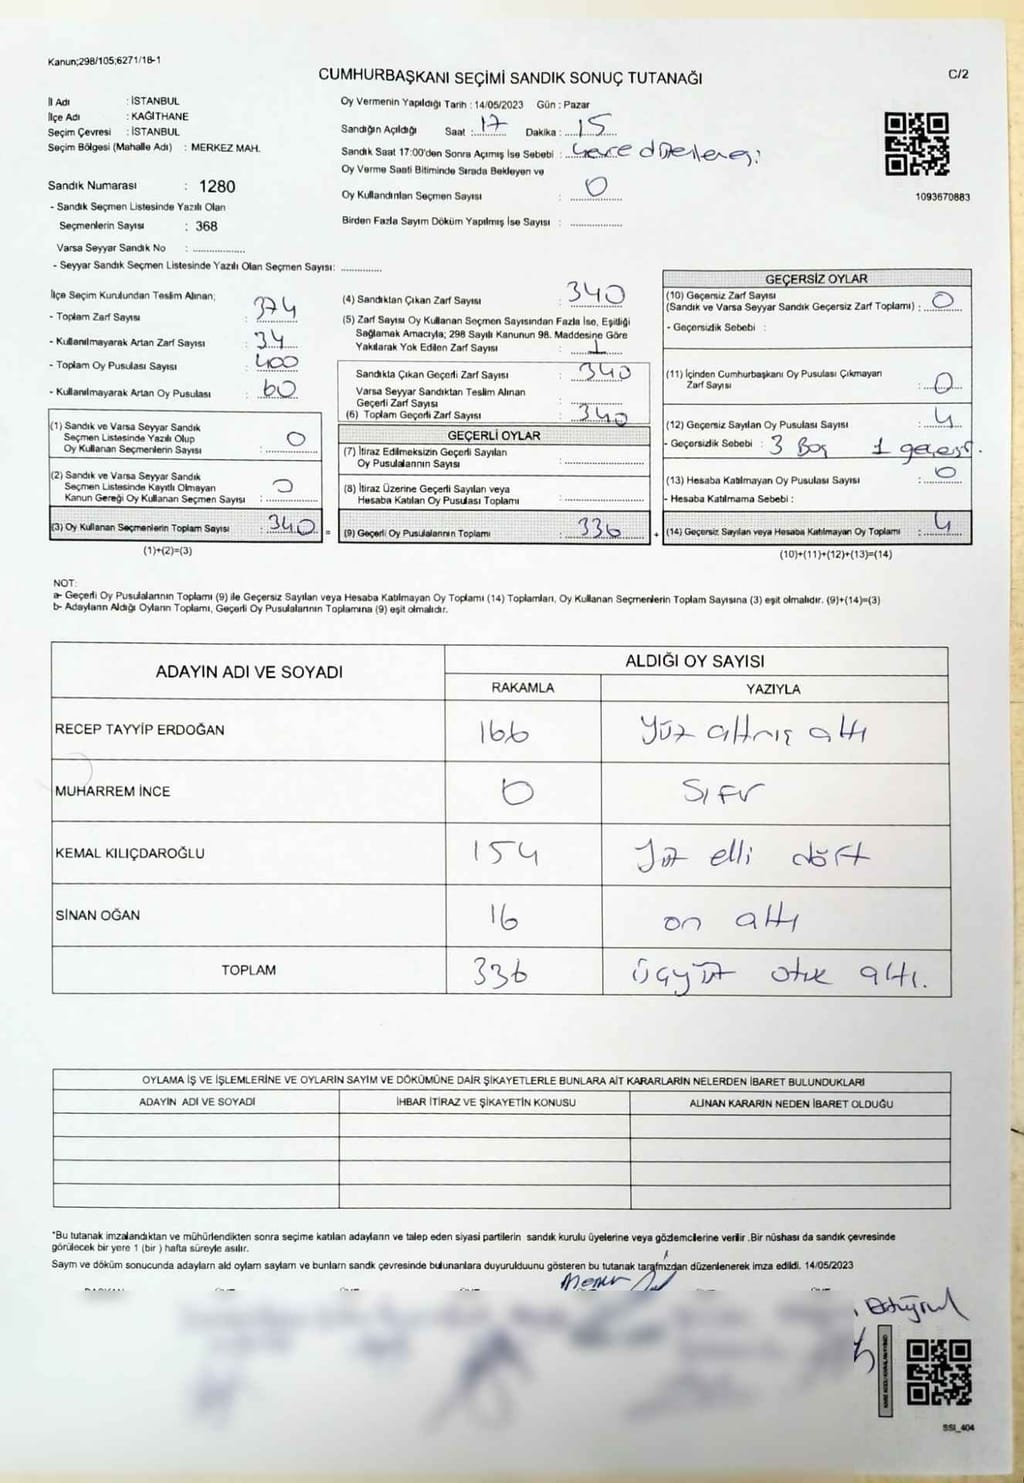 Kanun;298/105;6271/18-1
CUMHURBAŞKANI SEÇİMİ SANDIK SONUÇ TUTANAĞI
C/2
İl Adı : İSTANBUL
İlçe Adı : KAĞITHANE
Seçim Çevresi : İSTANBUL
Seçim Bölgesi (Mahalle Adı) : MERKEZ MAH.
Oy Vermenin Yapıldığı Tarih : 14/05/2023 Gün : Pazar
Sandığın Açıldığı Saat : 17 Dakika : 15
Sandık Saat 17:00'den Sonra Açımış İse Sebebi :
Oy Verme Saati Bitiminde Sırada Bekleyen ve
Oy Kullandırılan Seçmen Sayısı : 0
Birden Fazla Sayım Döküm Yapılmış İse Sayısı : ....................
1093670883
Sandık Numarası : 1280
- Sandık Seçmen Listesinde Yazılı Olan
Seçmenlerin Sayısı : 368
Varsa Seyyar Sandık No : ....................
- Seyyar Sandık Seçmen Listesinde Yazılı Olan Seçmen Sayısı: ...............
İlçe Seçim Kurulundan Teslim Alınan;
- Toplam Zarf Sayısı : 374
- Kullanılmayarak Artan Zarf Sayısı : 34
- Toplam Oy Pusulası Sayısı : 400
- Kullanılmayarak Artan Oy Pusulası : 60
(1) Sandık ve Varsa Seyyar Sandık
Seçmen Listesinde Yazılı Olup
Oy Kullanan Seçmenlerin Sayısı : 0
(2) Sandık ve Varsa Seyyar Sandık
Seçmen Listesinde Kayıtlı Olmayan
Kanun Gereği Oy Kullanan Seçmen Sayısı : 0
(3) Oy Kullanan Seçmenlerin Toplam Sayısı : 340
(1)+(2)=(3)
(4) Sandıktan Çıkan Zarf Sayısı : 340
(5) Zarf Sayısı Oy Kullanan Seçmen Sayısından Fazla İse, Eşitliği
Sağlamak Amacıyla; 298 Sayılı Kanunun 98. Maddesine Göre
Yakılarak Yok Edilen Zarf Sayısı :
Sandıkta Çıkan Geçerli Zarf Sayısı : 340
Varsa Seyyar Sandıktan Teslim Alınan
Geçerli Zarf Sayısı : ....................
(6) Toplam Geçerli Zarf Sayısı : 340
GEÇERLİ OYLAR
(7) İtiraz Edilmeksizin Geçerli Sayılan
Oy Pusulalarının Sayısı : ....................
(8) İtiraz Üzerine Geçerli Sayılan veya
Hesaba Katılan Oy Pusulası Toplamı : ....................
= (9) Geçerli Oy Pusulalarının Toplamı : 336
GEÇERSİZ OYLAR
(10) Geçersiz Zarf Sayısı
(Sandık ve Varsa Seyyar Sandık Geçersiz Zarf Toplamı) : 0
- Geçersizlik Sebebi :
(11) İçinden Cumhurbaşkanı Oy Pusulası Çıkmayan
Zarf Sayısı : 0
(12) Geçersiz Sayılan Oy Pusulası Sayısı : 4
- Geçersizlik Sebebi : 3 Boş 1
(13) Hesaba Katılmayan Oy Pusulası Sayısı : 0
- Hesaba Katılmama Sebebi :
+ (14) Geçersiz Sayılan veya Hesaba Katılmayan Oy Toplamı : 4
(10)+(11)+(12)+(13)=(14)
NOT:
a- Geçerli Oy Pusulalarının Toplamı (9) ile Geçersiz Sayılan veya Hesaba Katılmayan Oy Toplamı (14) Toplamları, Oy Kullanan Seçmenlerin Toplam Sayısına (3) eşit olmalıdır. (9)+(14)=(3)
b- Adayların Aldığı Oyların Toplamı, Geçerli Oy Pusulalarının Toplamına (9) eşit olmalıdır.
ADAYIN ADI VE SOYADI
ALDIĞI OY SAYISI
RAKAMLA YAZIYLA
RECEP TAYYİP ERDOĞAN 166 yüz altmış altı
MUHARREM İNCE 0 sıfır
KEMAL KILIÇDAROĞLU 154 yüz elli dört
SİNAN OĞAN 16 on altı
TOPLAM 336 üçyüz otuz altı.
OYLAMA İŞ VE İŞLEMLERİNE VE OYLARIN SAYIM VE DÖKÜMÜNE DAİR ŞİKAYETLERLE BUNLARA AİT KARARLARIN NELERDEN İBARET BULUNDUKLARI
ADAYIN ADI VE SOYADI İHBAR İTİRAZ VE ŞİKAYETİN KONUSU ALINAN KARARIN NEDEN İBARET OLDUĞU
*Bu tutanak imzalandıktan ve mühürlendikten sonra seçime katılan adayların ve talep eden siyasi partilerin sandık kurulu üyelerine veya gözlemcilerine verilir .Bir nüshası da sandık çevresinde
görülecek bir yere 1 (bir ) hafta süreyle asılır.
Sayım ve döküm sonucunda adayların ald oyların sayları ve bunların sandk çevresinde bulunanlara duyurulduunu gösteren bu tutanak tarafmzdan düzenlenerek imza edildi. 14/05/2023
SSI_404